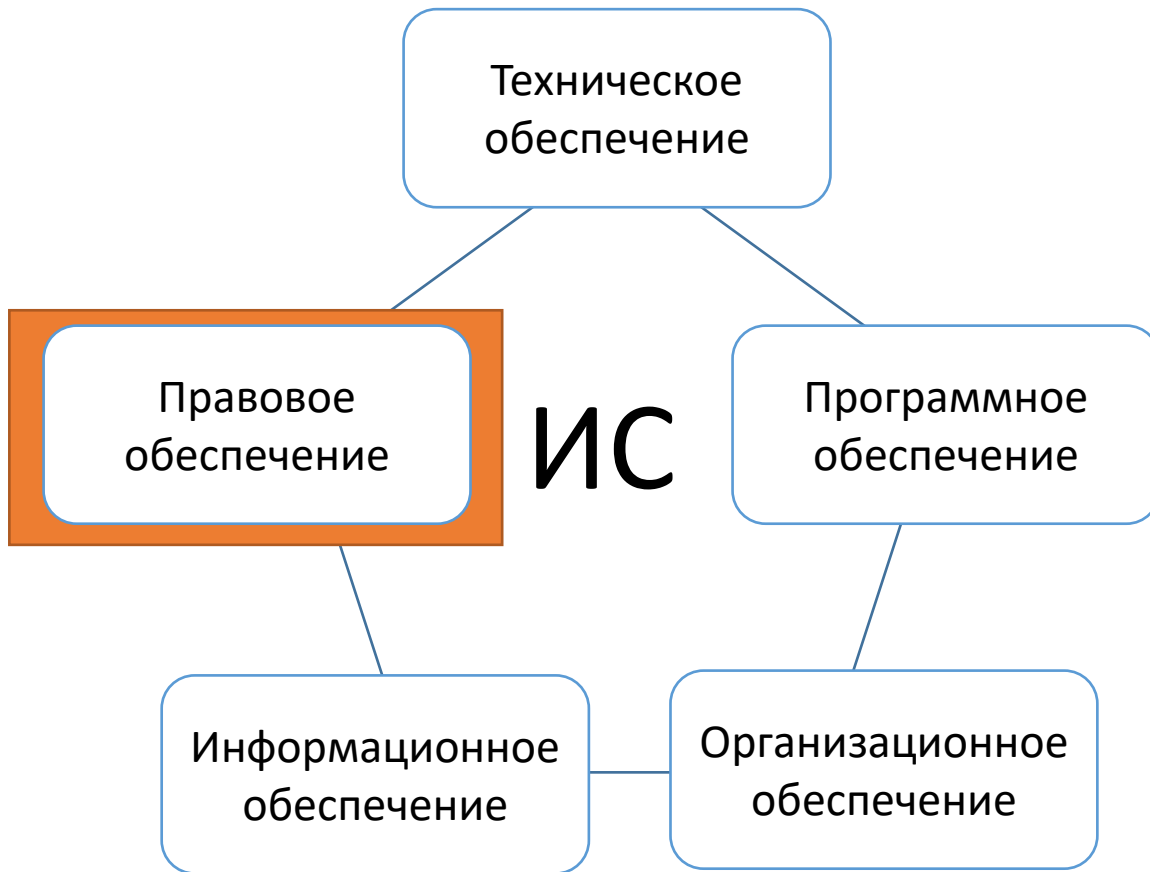 Техническое
обеспечение
Правовое
обеспечение
ИС
Программное
обеспечение
Информационное
обеспечение
Организационное
обеспечение